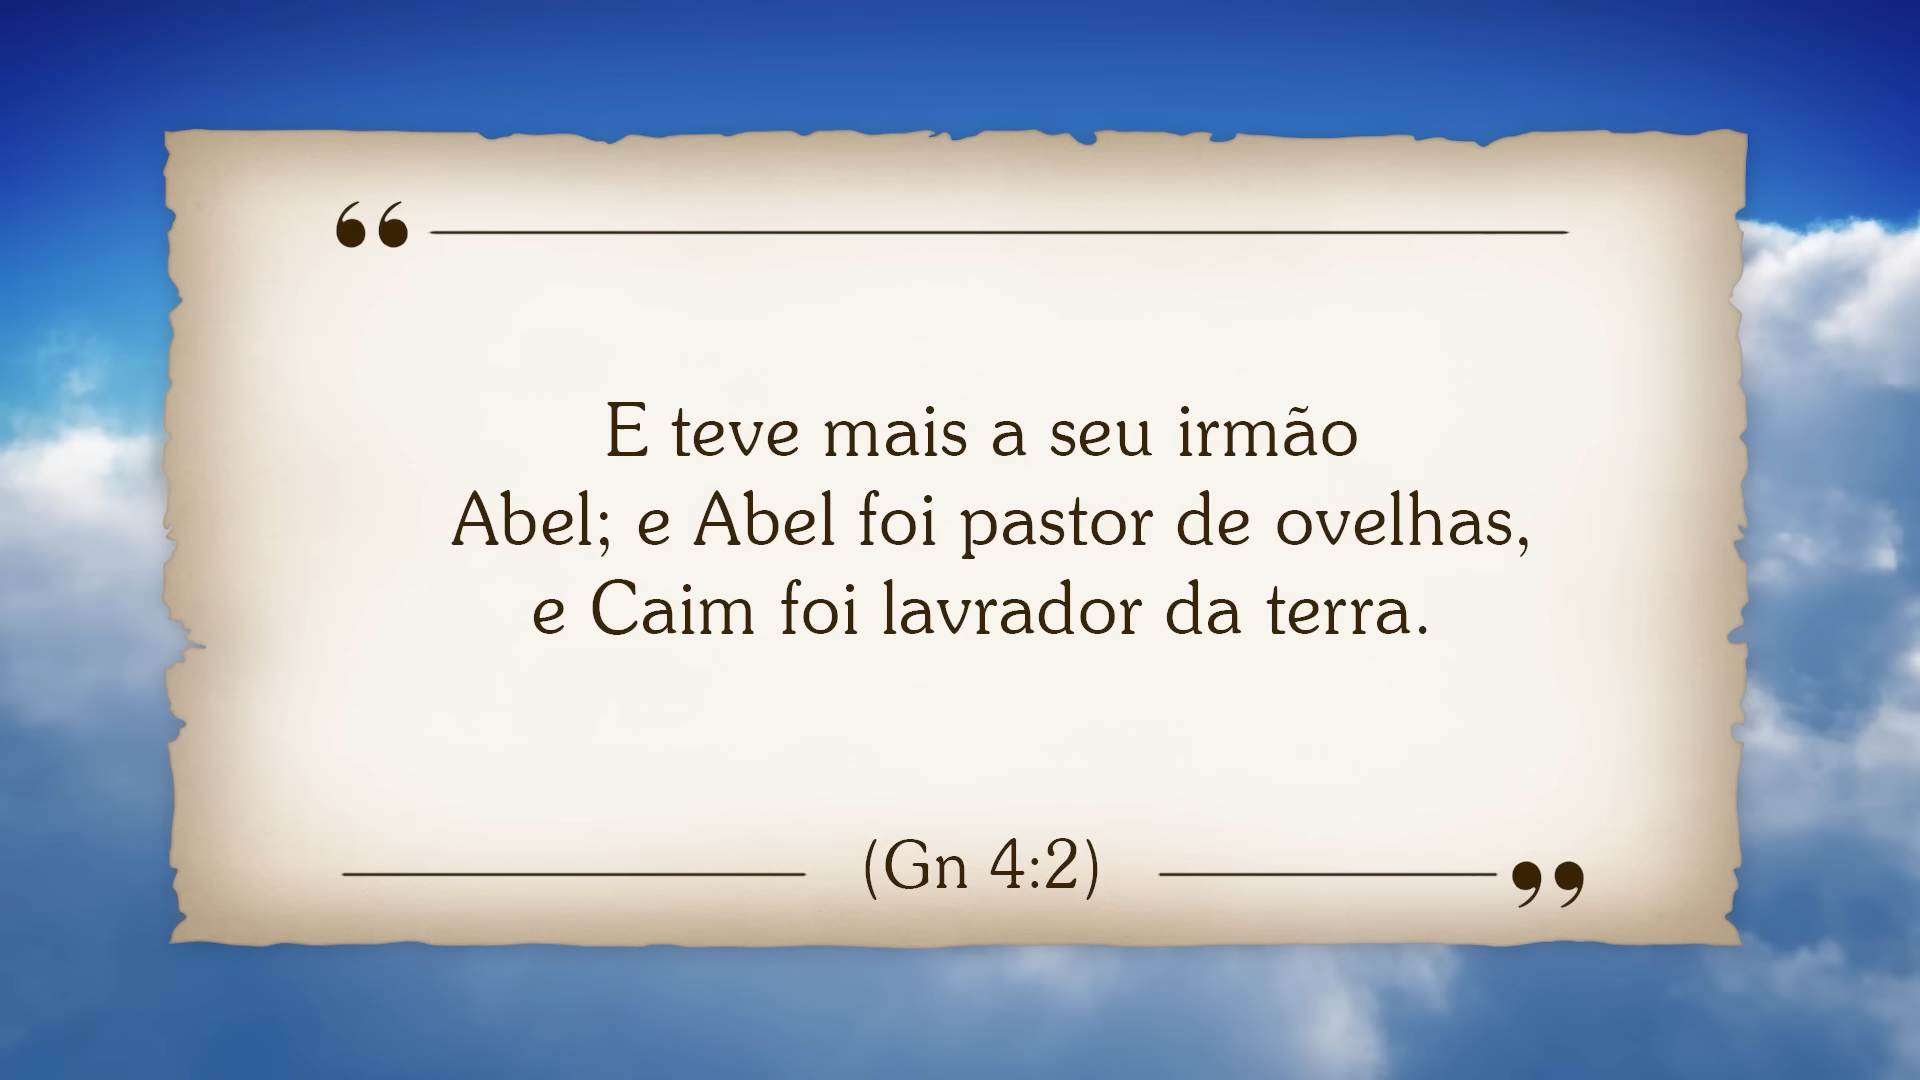 “
E teve mais a seu irmão
Abel; e Abel foi pastor de ovelhas,
e Caim foi lavrador da terra.
(Gn 4:2)
”